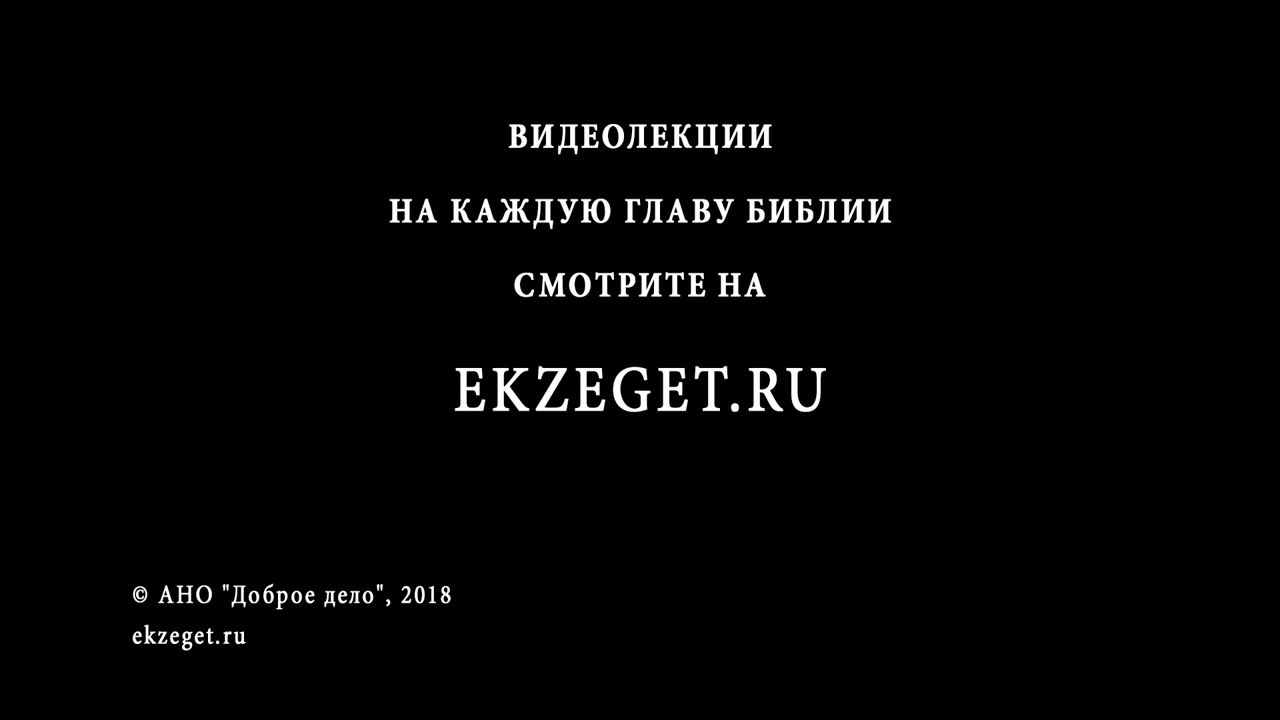 ВИДЕОЛЕКЦИИ
НА КАЖДУЮ ГЛАВУ БИБЛИИ
СМОТРИТЕ НА
EKZEGET.RU
© АНО "Доброе дело", 2018
ekzeget.ru